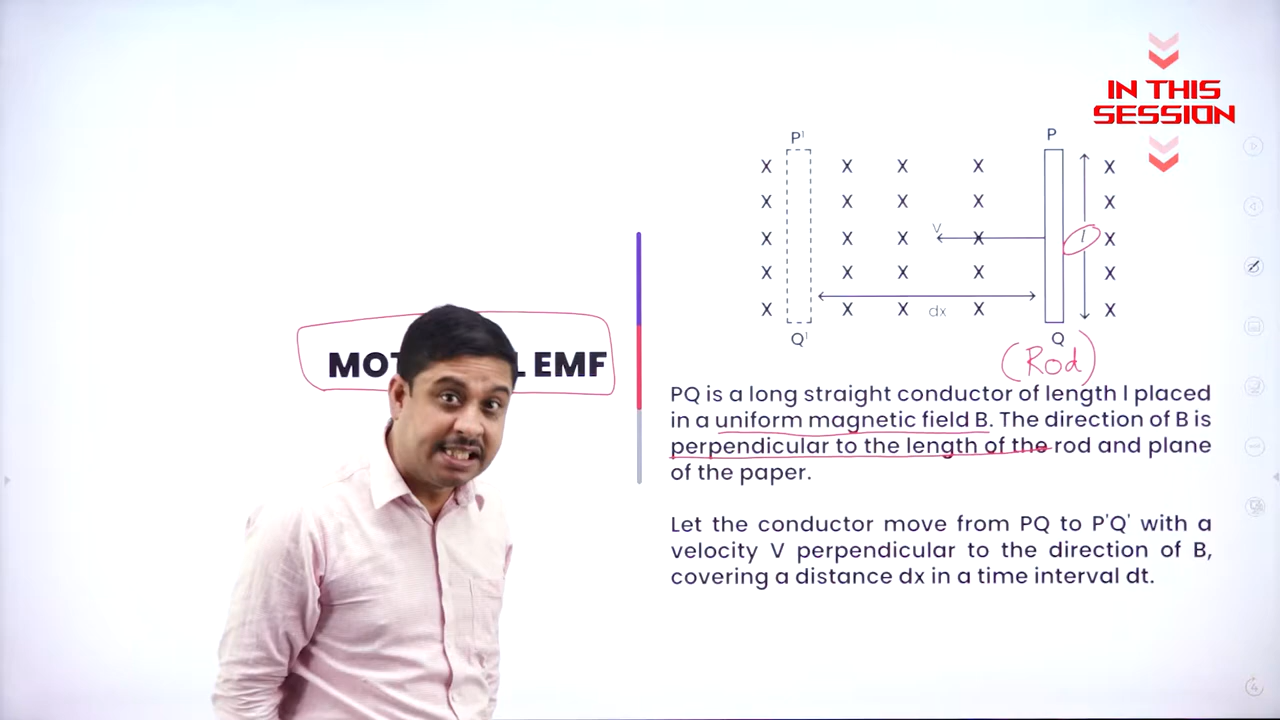 IN THIS
SESSION
P' P
X X X X X
X X X X X
V
X X X X l X
X X X X X
X X X X X
dx
Q' Q
(Rod)
EMF
PQ is a long straight conductor of length l placed
in a uniform magnetic field B. The direction of B is
perpendicular to the length of the rod and plane
of the paper.
Let the conductor move from PQ to P'Q' with a
velocity V perpendicular to the direction of B,
covering a distance dx in a time interval dt.